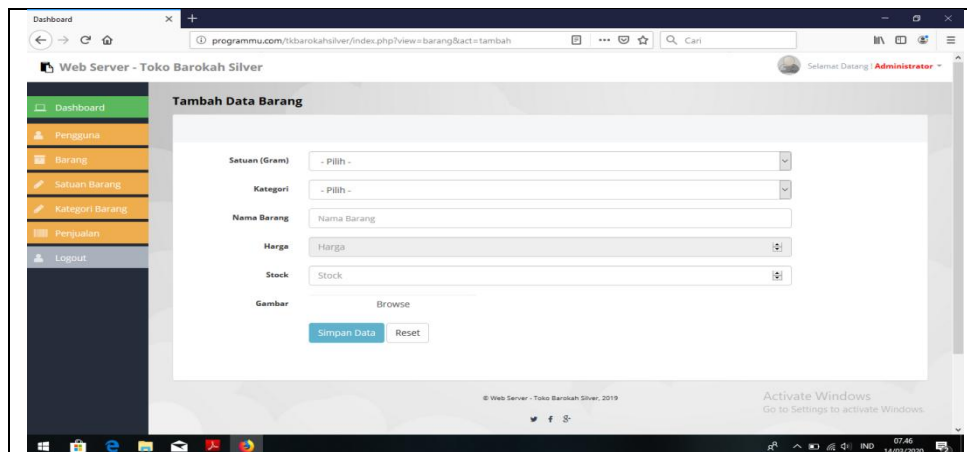 Dashboard
programmu.com/tkbarokahsilver/index.php?view=barang&act=tambah
Cari
Web Server - Toko Barokah Silver
Selamat Datang ! Administrator
Dashboard
Pengguna
Barang
Satuan Barang
Kategori Barang
Penjualan
Logout
Tambah Data Barang
Satuan (Gram)
- Pilih -
Kategori
- Pilih -
Nama Barang
Nama Barang
Harga
Harga
Stock
Stock
Gambar
Browse
Simpan Data
Reset
© Web Server - Toko Barokah Silver, 2019
Activate Windows
Go to Settings to activate Windows.
IND
07.46
14/03/2020